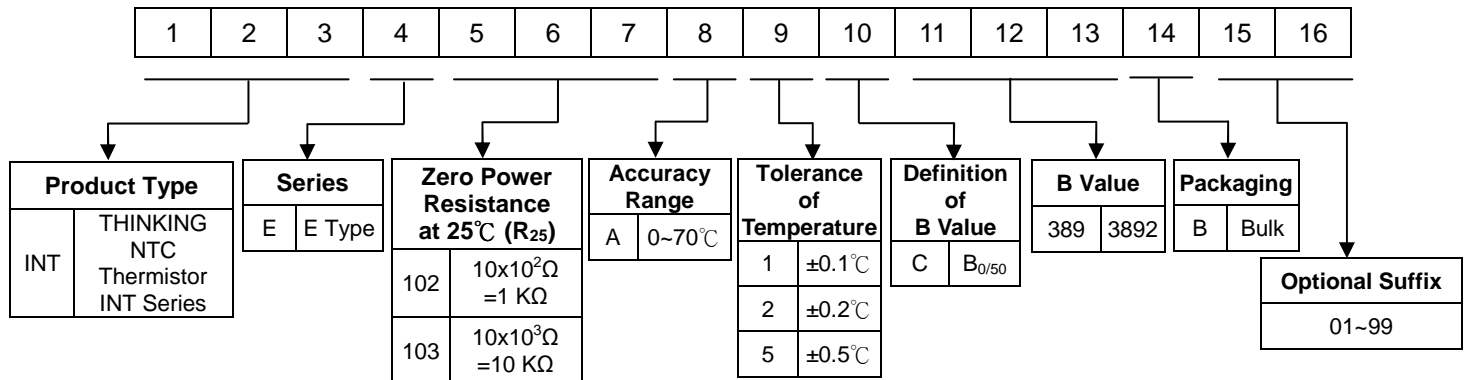 1 2 3 4 5 6 7 8 9 10 11 12 13 14 15 16
Product Type
INT
THINKING
NTC
Thermistor
INT Series
Series
E E Type
Zero Power
Resistance
at 25℃ (R₂₅)
102
10x10²Ω
=1 KΩ
103
10x10³Ω
=10 KΩ
Accuracy
Range
A 0~70℃
Tolerance
of
Temperature
1 ±0.1℃
2 ±0.2℃
5 ±0.5℃
Definition
of
B Value
C B₀/₅₀
B Value
389 3892
Packaging
B Bulk
Optional Suffix
01~99